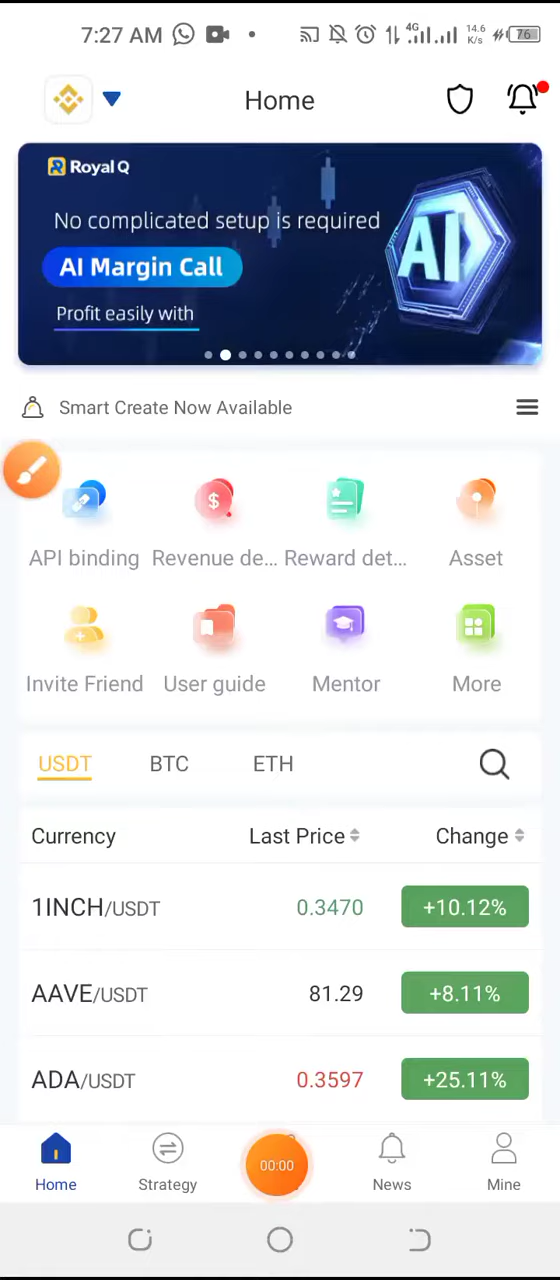 7:27 AM
4G
14.6
K/s
76
Home
Royal Q
No complicated setup is required
AI Margin Call
Profit easily with
AI
Smart Create Now Available
API binding Revenue de... Reward det... Asset
Invite Friend User guide Mentor More
USDT BTC ETH
Currency Last Price Change
1INCH/USDT 0.3470 +10.12%
AAVE/USDT 81.29 +8.11%
ADA/USDT 0.3597 +25.11%
00:00
Home Strategy News Mine